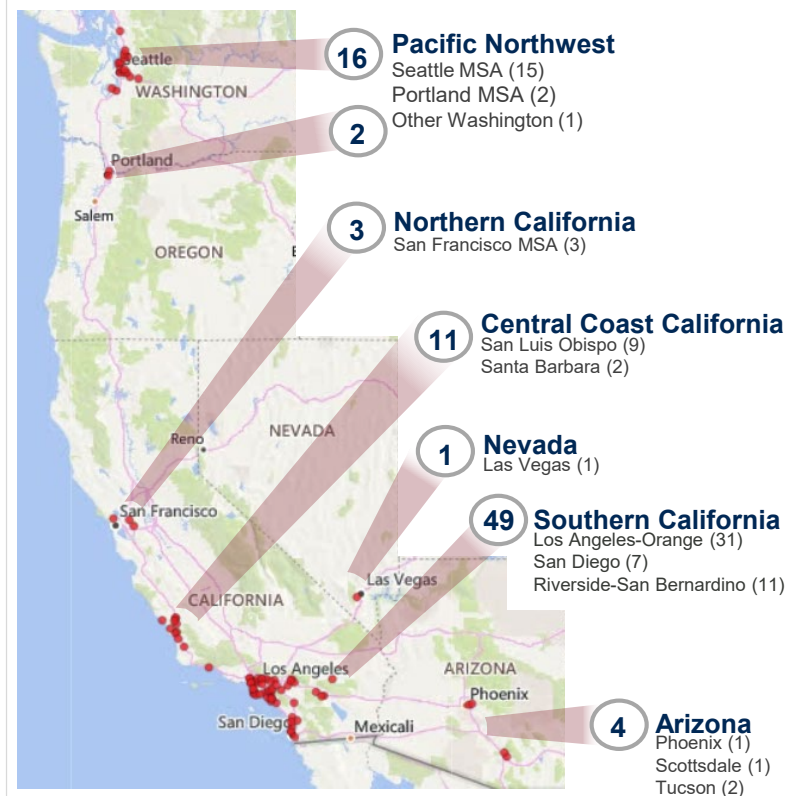 16
Pacific Northwest
Seattle MSA (15)
Portland MSA (2)
Other Washington (1)
2
Seattle
WASHINGTON
Portland
Salem
OREGON
3
Northern California
San Francisco MSA (3)
11
Central Coast California
San Luis Obispo (9)
Santa Barbara (2)
Reno
NEVADA
1
Nevada
Las Vegas (1)
San Francisco
49
Southern California
Los Angeles-Orange (31)
San Diego (7)
Riverside-San Bernardino (11)
Las Vegas
CALIFORNIA
Los Angeles
ARIZONA
Phoenix
San Diego
Mexicali
4
Arizona
Phoenix (1)
Scottsdale (1)
Tucson (2)